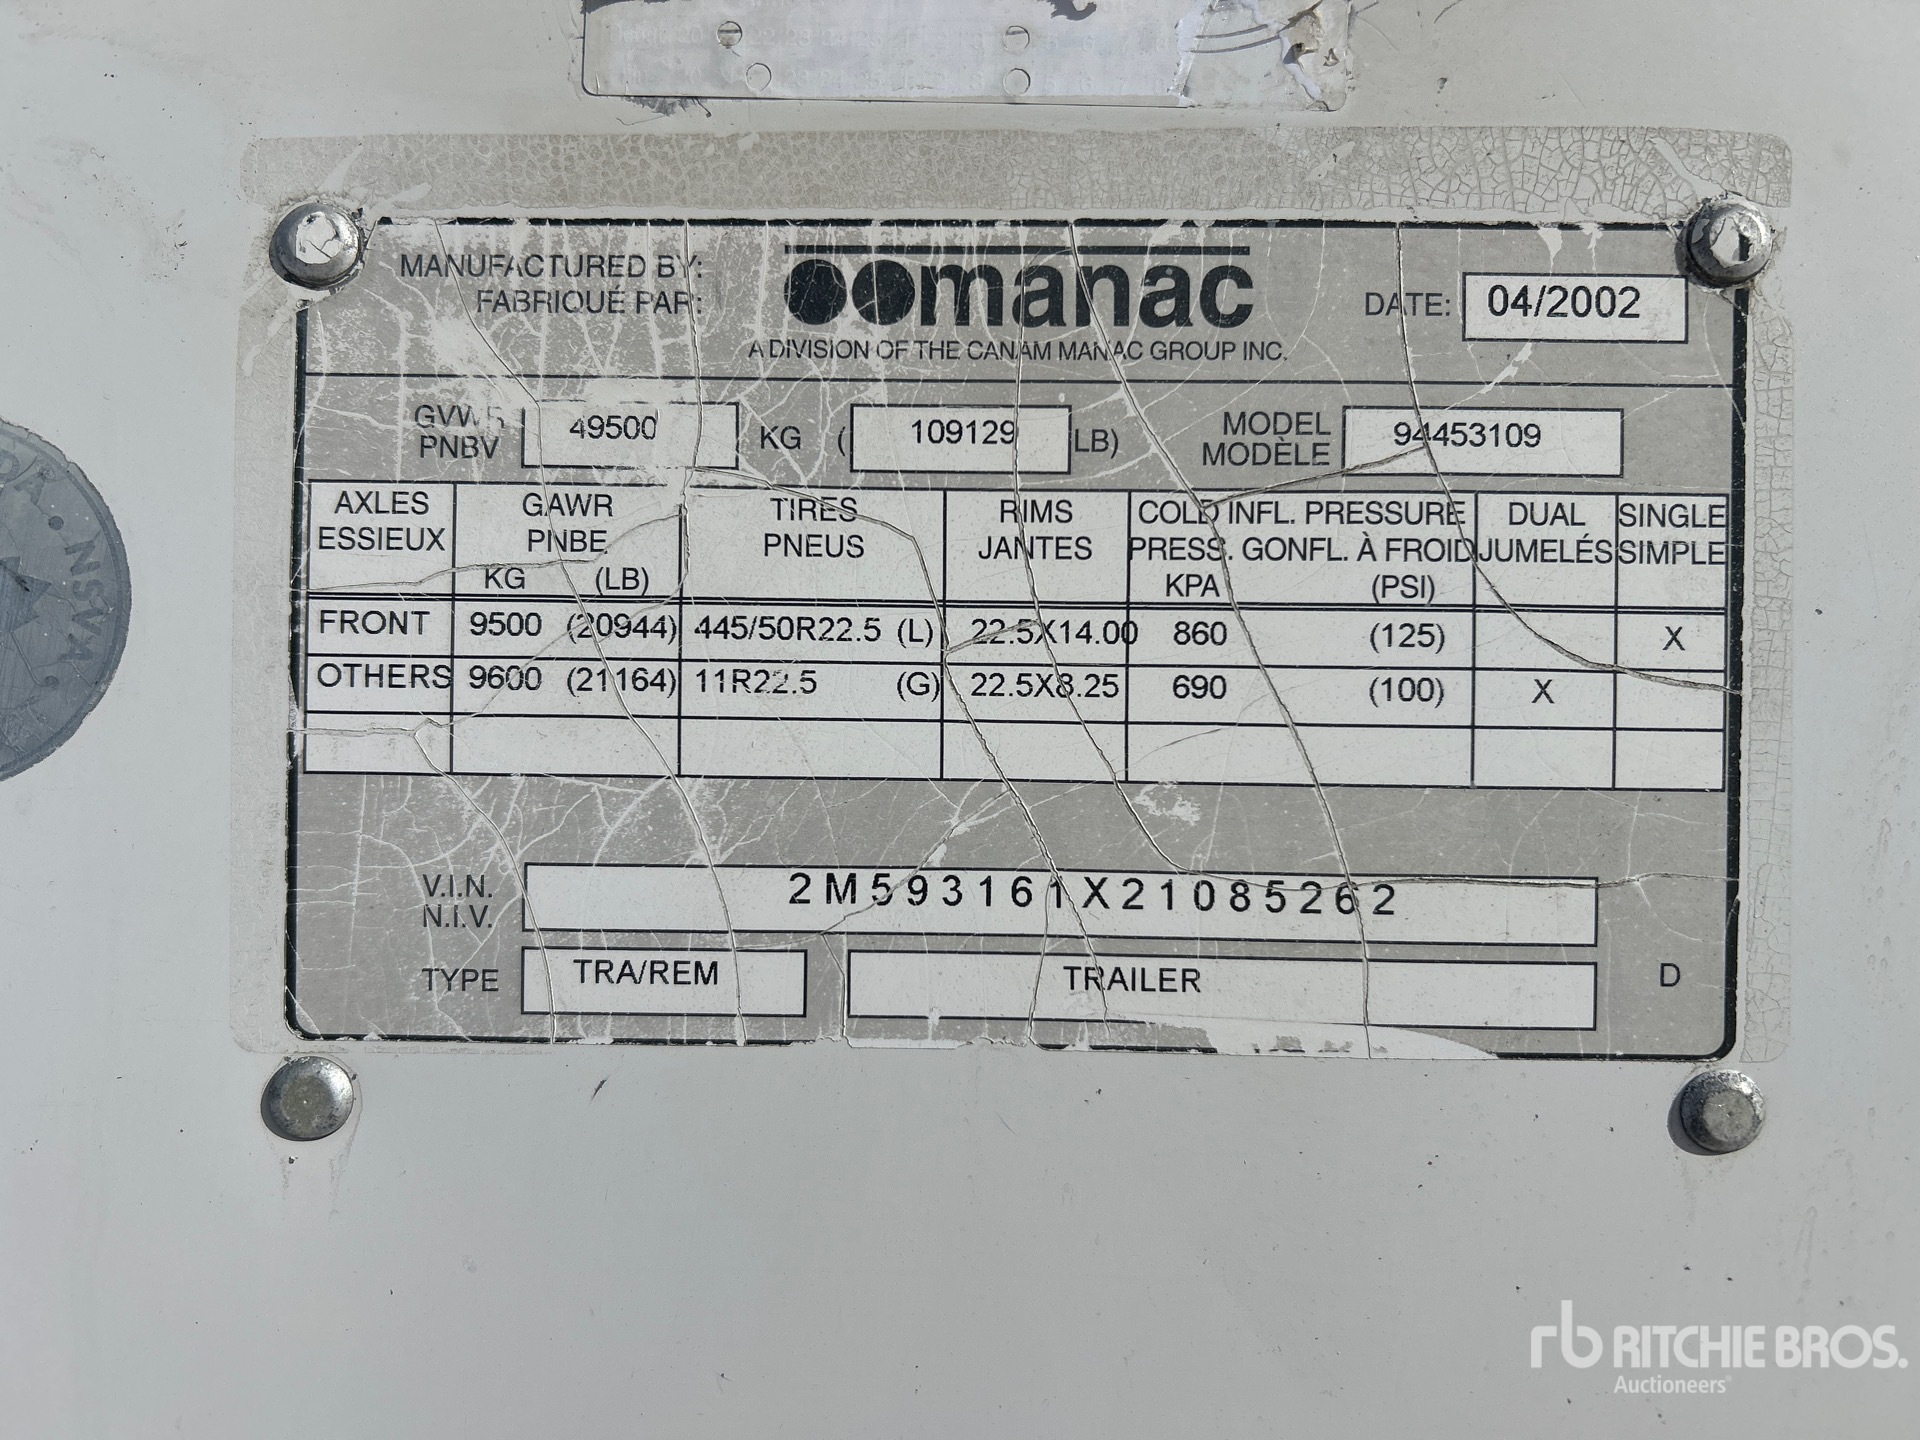 MANUFACTURED BY:
FABRIQUÉ PAR:
manac
A DIVISION OF THE CANAM MANAC GROUP INC.
DATE: 04/2002
GVWR 49500 KG ( 109129 LB)
PNBV
MODEL 94453109
MODÈLE
AXLES GAWR TIRES RIMS COLD INFL. PRESSURE DUAL SINGLE
ESSIEUX PNBE PNEUS JANTES PRESS. GONFL. À FROID JUMELÉS SIMPLE
KG (LB) KPA (PSI)
FRONT 9500 (20944) 445/50R22.5 (L) 22.5X14.00 860 (125) X
OTHERS 9600 (21164) 11R22.5 (G) 22.5X8.25 690 (100) X
V.I.N. 2M593161X21085262
N.I.V.
TYPE TRA/REM TRAILER D
rb RITCHIE BROS.
Auctioneers